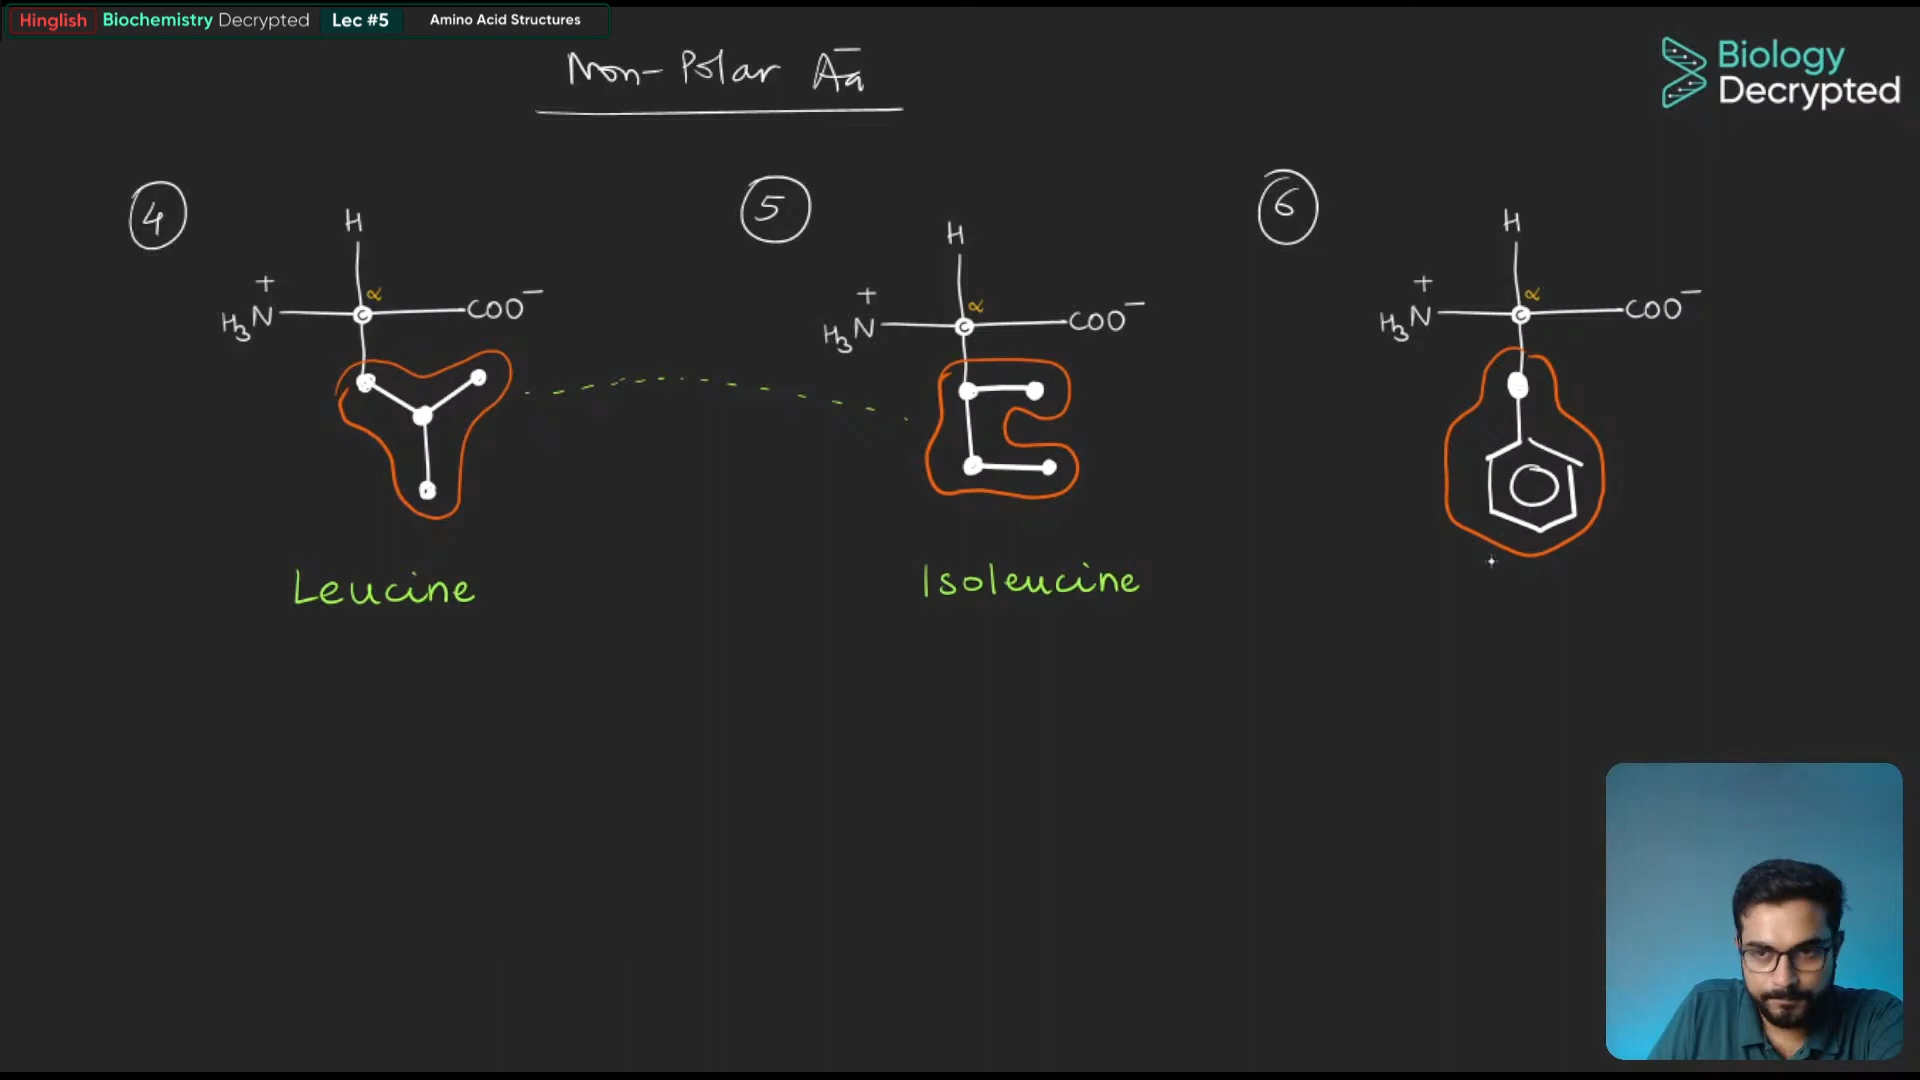 Hinglish Biochemistry Decrypted Lec #5 Amino Acid Structures
Biology
Decrypted
Non-Polar Aa
4
5
6
H
H
H
+
+
+
α
α
α
H₃N C COO⁻
H₃N C COO⁻
H₃N C COO⁻
Leucine
Isoleucine